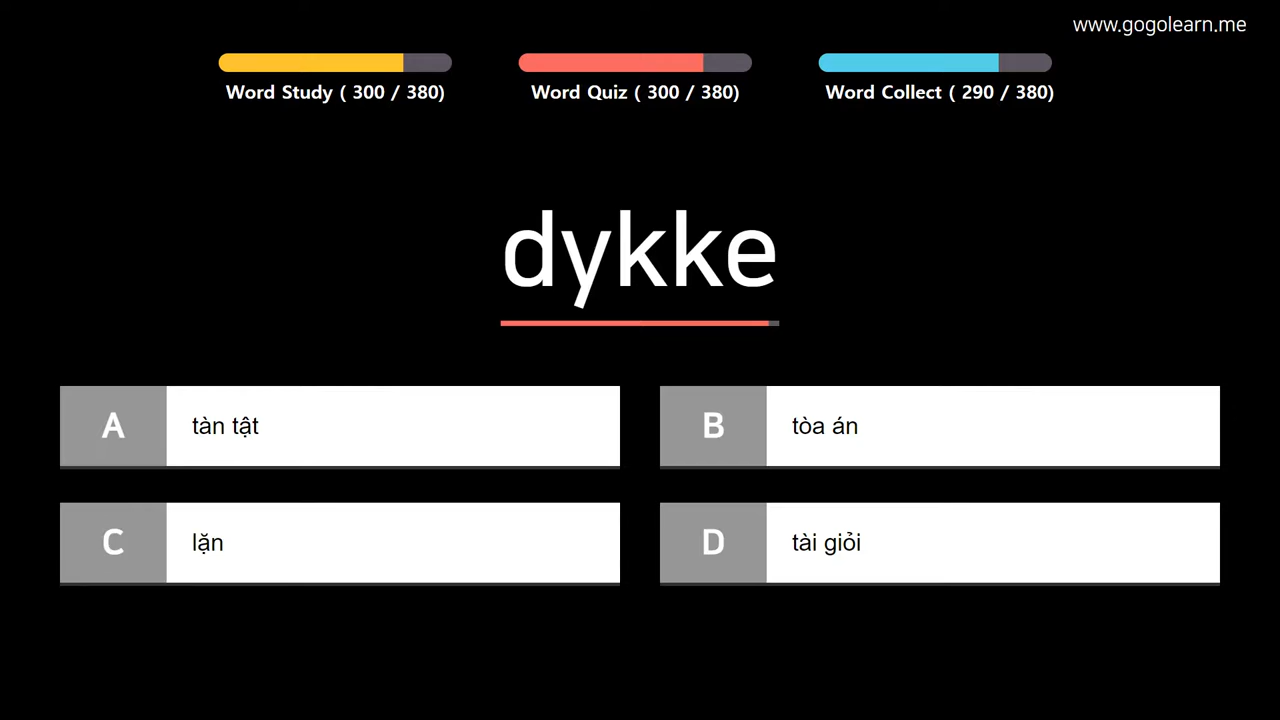 www.gogolearn.me
Word Study ( 300 / 380)
Word Quiz ( 300 / 380)
Word Collect ( 290 / 380)
dykke
A tàn tật
B tòa án
C lặn
D tài giỏi